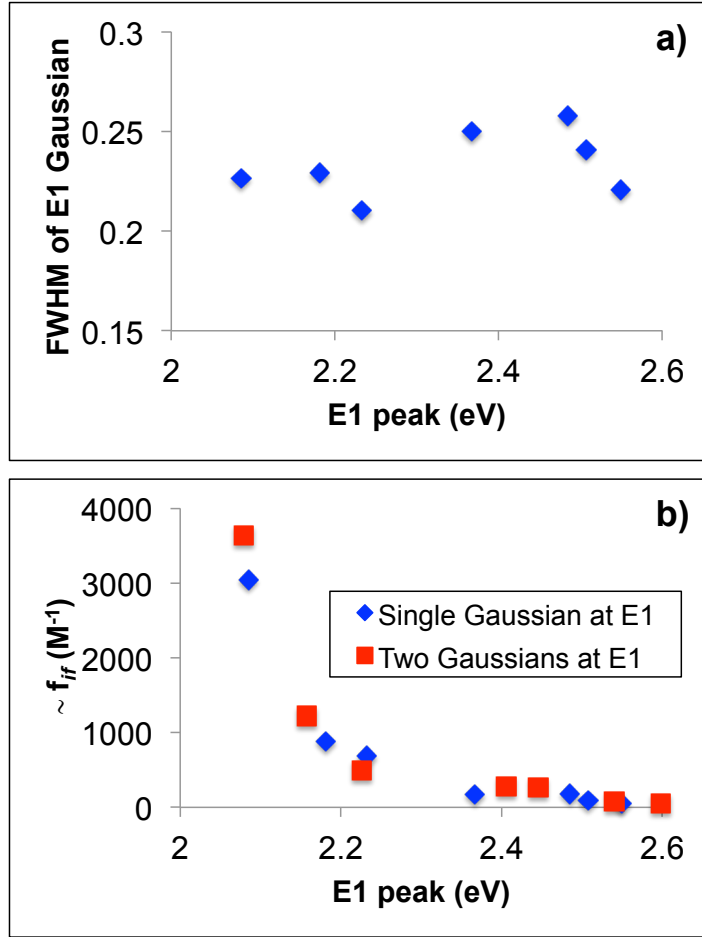 a)
0.3
0.25
0.2
0.15
FWHM of E1 Gaussian
2 2.2 2.4 2.6
E1 peak (eV)
b)
4000
3000
2000
1000
0
~ f_if (M⁻¹)
Single Gaussian at E1
Two Gaussians at E1
2 2.2 2.4 2.6
E1 peak (eV)